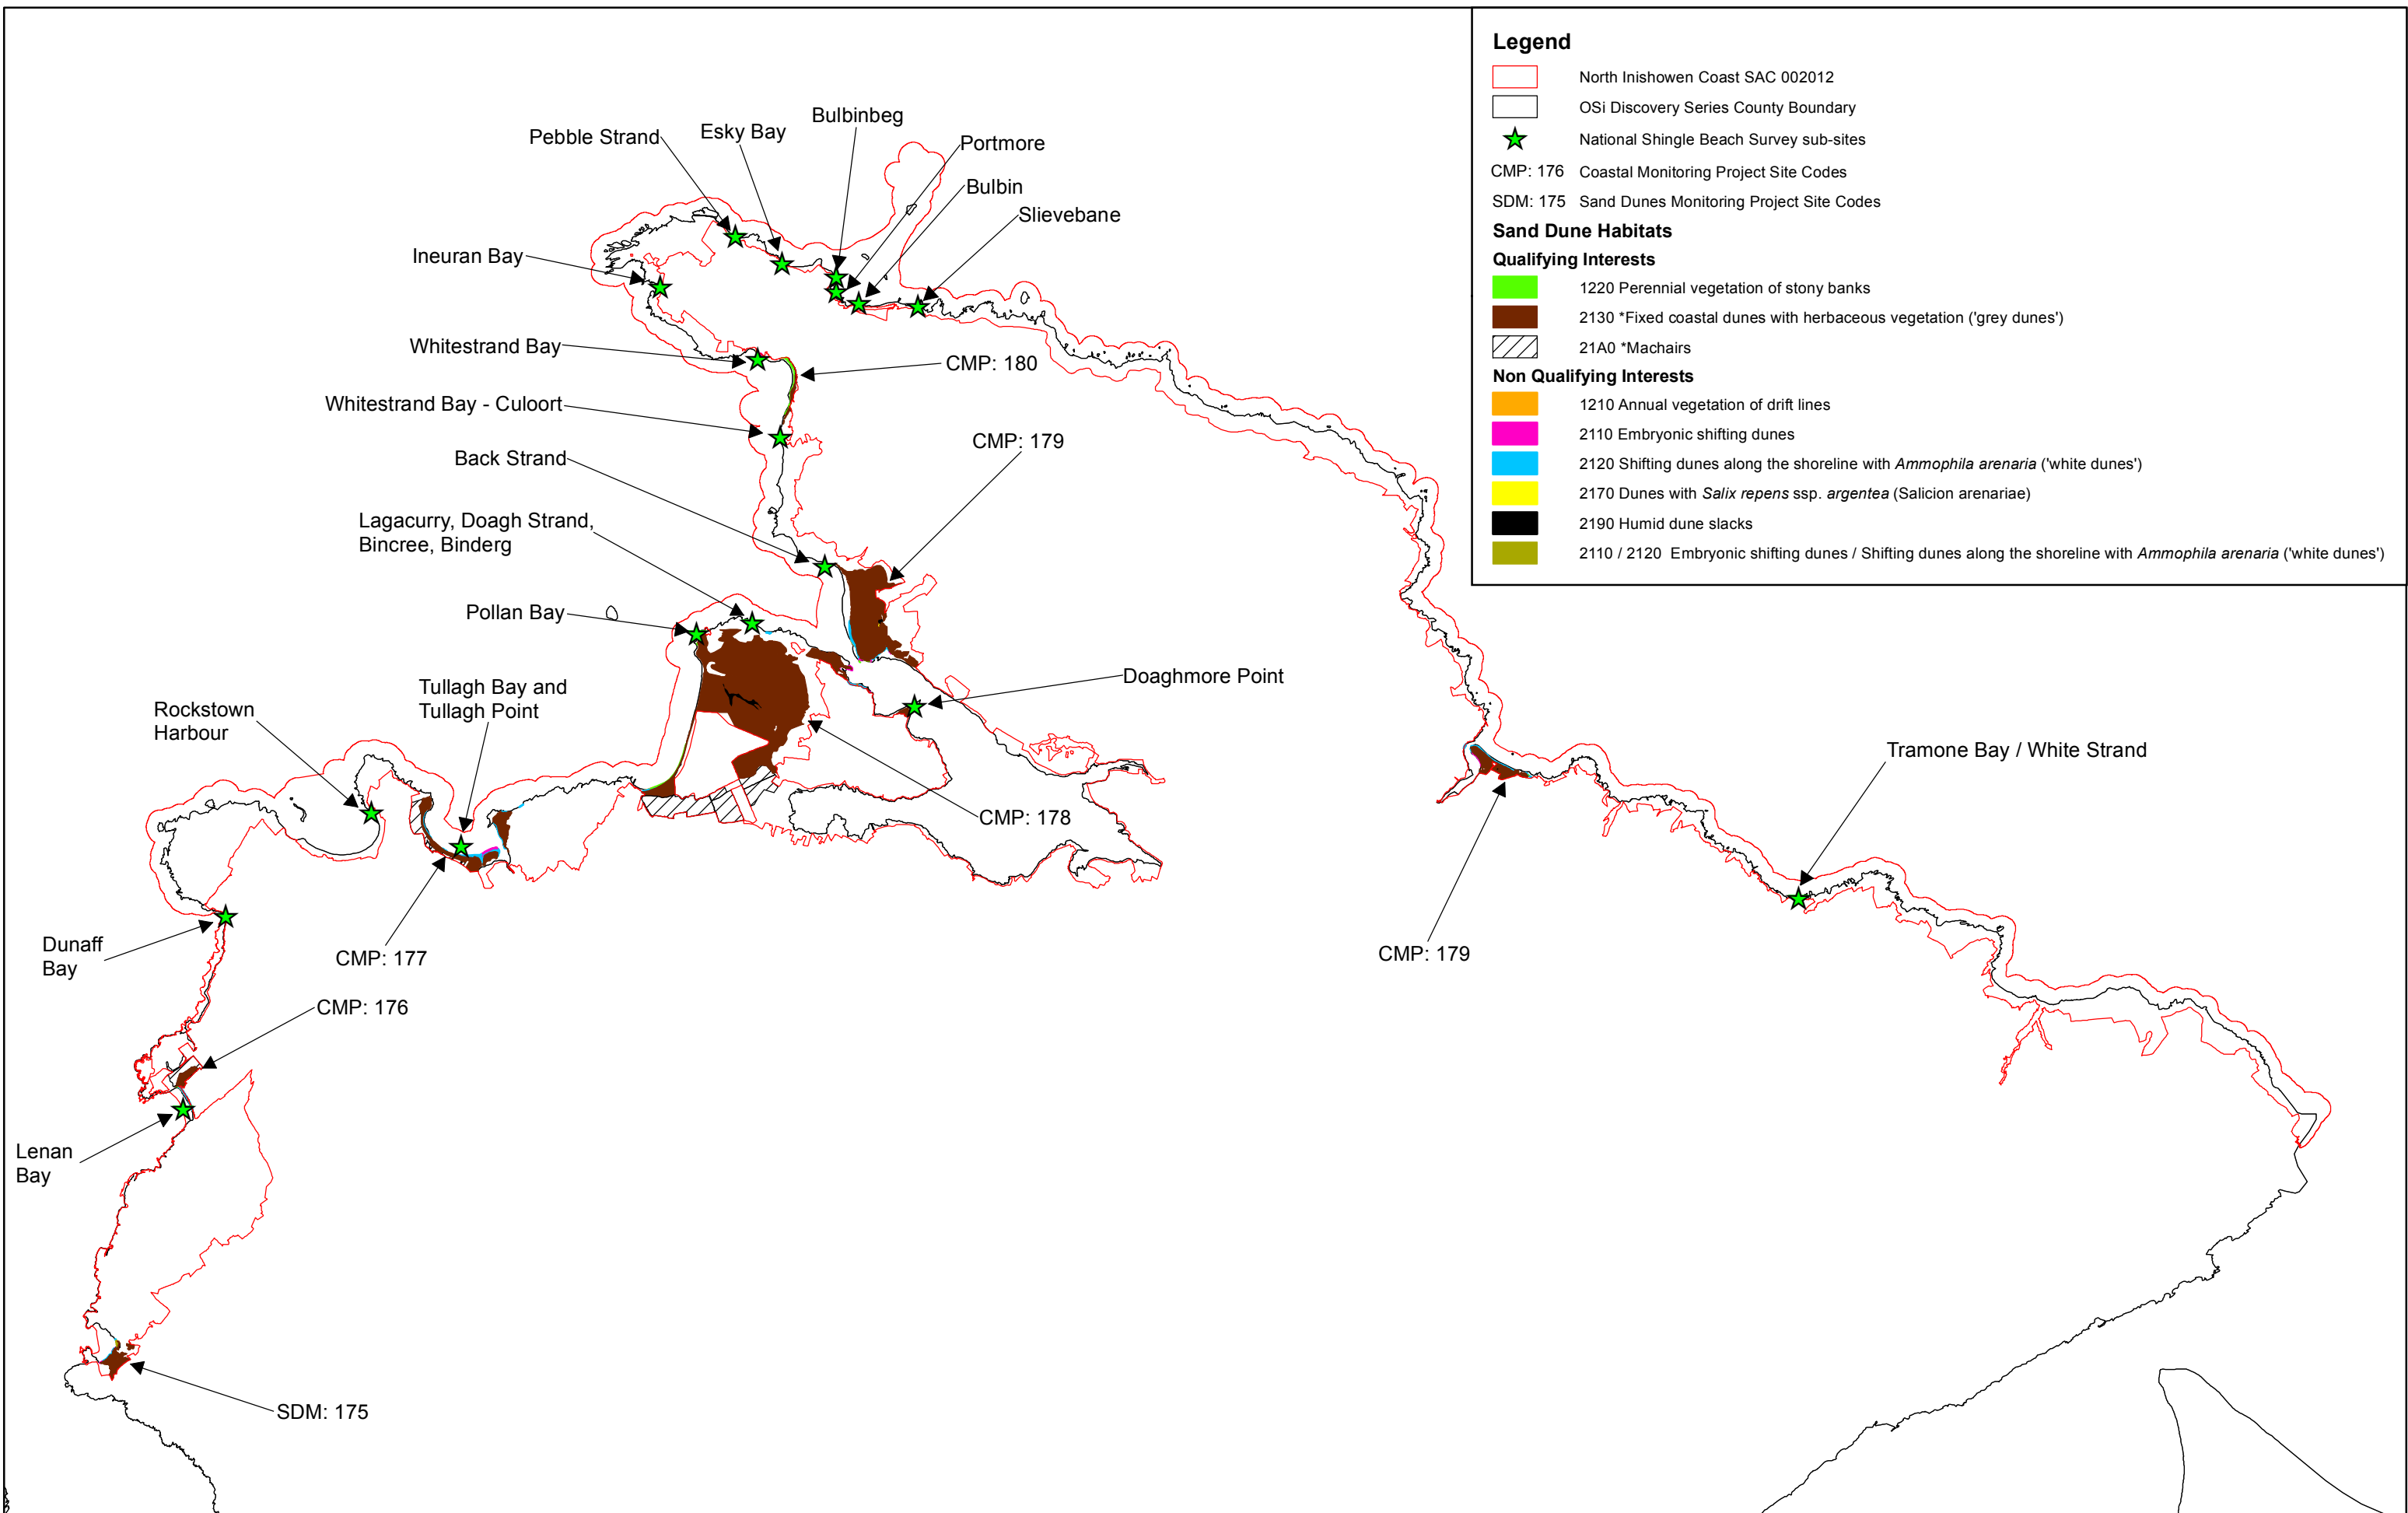 Legend
North Inishowen Coast SAC 002012
OSi Discovery Series County Boundary
National Shingle Beach Survey sub-sites
CMP: 176 Coastal Monitoring Project Site Codes
SDM: 175 Sand Dunes Monitoring Project Site Codes
Sand Dune Habitats
Qualifying Interests
1220 Perennial vegetation of stony banks
2130 *Fixed coastal dunes with herbaceous vegetation ('grey dunes')
21A0 *Machairs
Non Qualifying Interests
1210 Annual vegetation of drift lines
2110 Embryonic shifting dunes
2120 Shifting dunes along the shoreline with Ammophila arenaria ('white dunes')
2170 Dunes with Salix repens ssp. argentea (Salicion arenariae)
2190 Humid dune slacks
2110 / 2120 Embryonic shifting dunes / Shifting dunes along the shoreline with Ammophila arenaria ('white dunes')
Bulbinbeg
Esky Bay
Pebble Strand
Portmore
Bulbin
Slievebane
Ineuran Bay
Whitestrand Bay
CMP: 180
Whitestrand Bay - Culoort
CMP: 179
Back Strand
Lagacurry, Doagh Strand,
Bincree, Binderg
Pollan Bay
Doaghmore Point
Tullagh Bay and
Tullagh Point
Rockstown
Harbour
Tramone Bay / White Strand
CMP: 178
Dunaff
Bay
CMP: 177
CMP: 179
CMP: 176
Lenan
Bay
SDM: 175